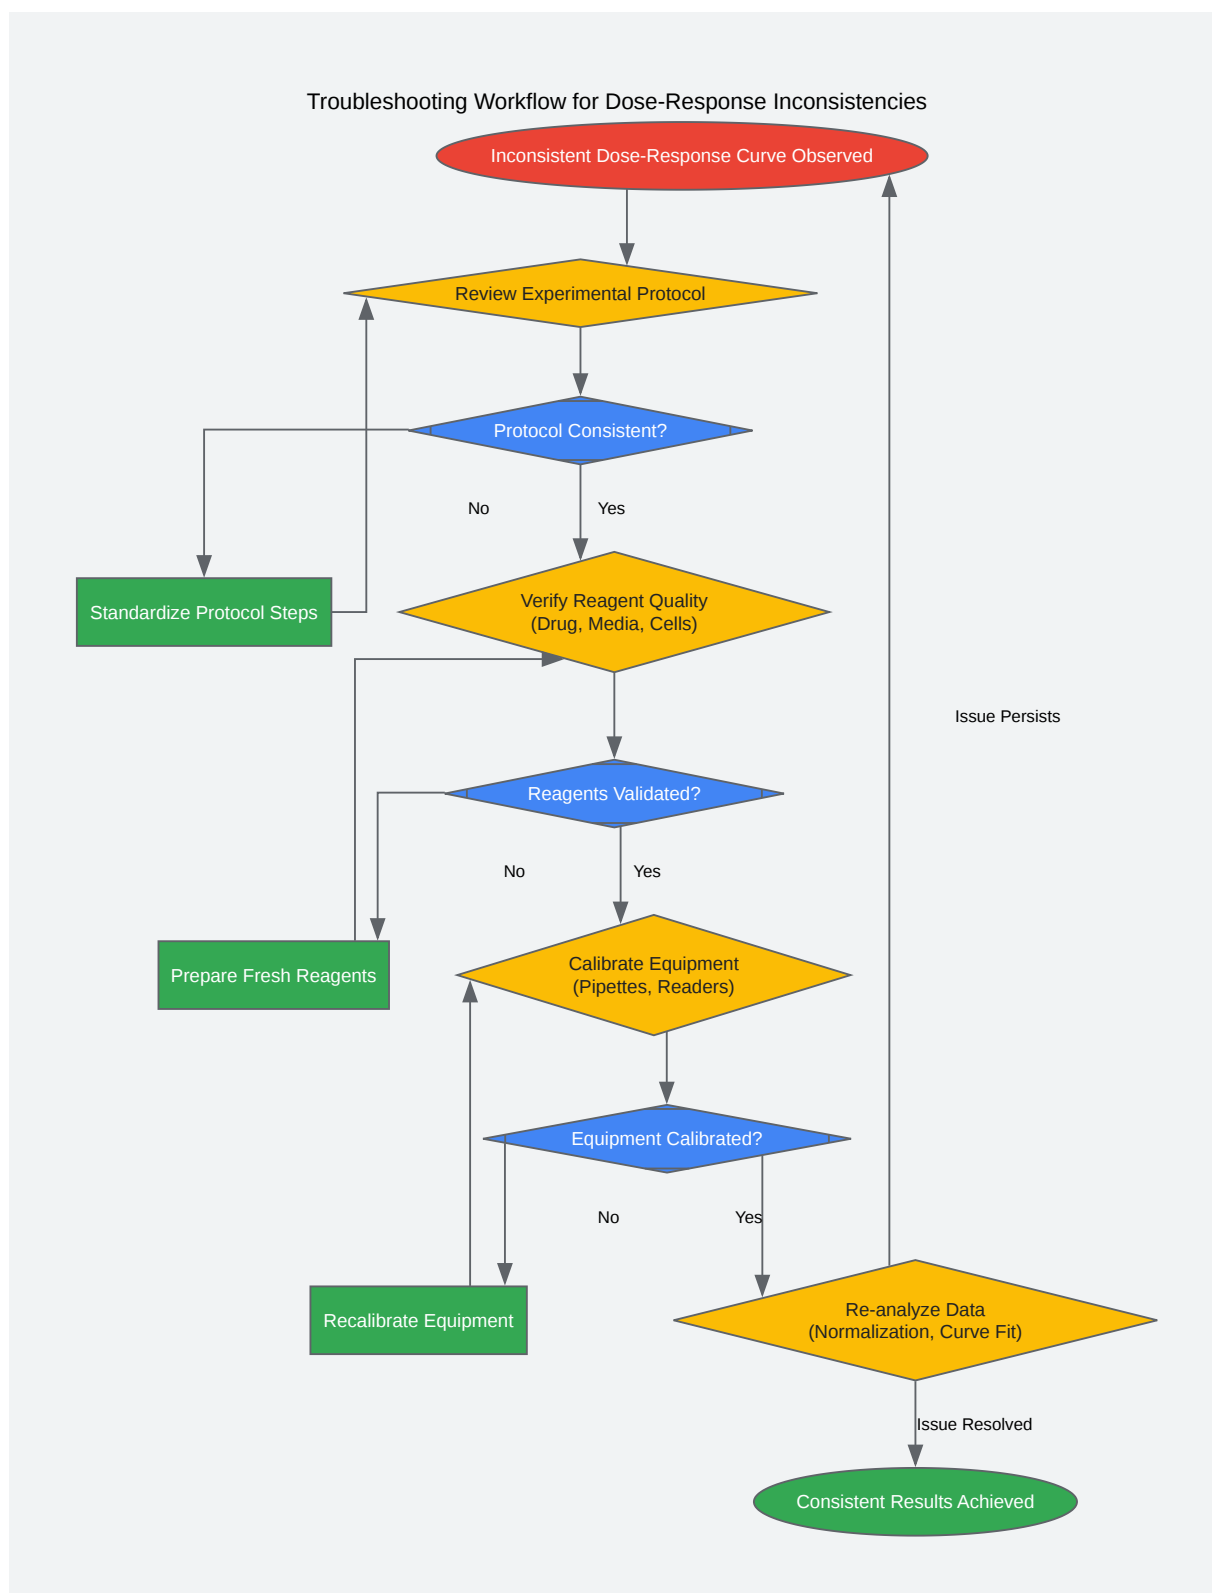 Troubleshooting Workflow for Dose-Response Inconsistencies
Inconsistent Dose-Response Curve Observed
Review Experimental Protocol
Protocol Consistent?
No
Yes
Standardize Protocol Steps
Verify Reagent Quality
(Drug, Media, Cells)
Issue Persists
Reagents Validated?
No
Yes
Prepare Fresh Reagents
Calibrate Equipment
(Pipettes, Readers)
Equipment Calibrated?
No
Yes
Recalibrate Equipment
Re-analyze Data
(Normalization, Curve Fit)
Issue Resolved
Consistent Results Achieved